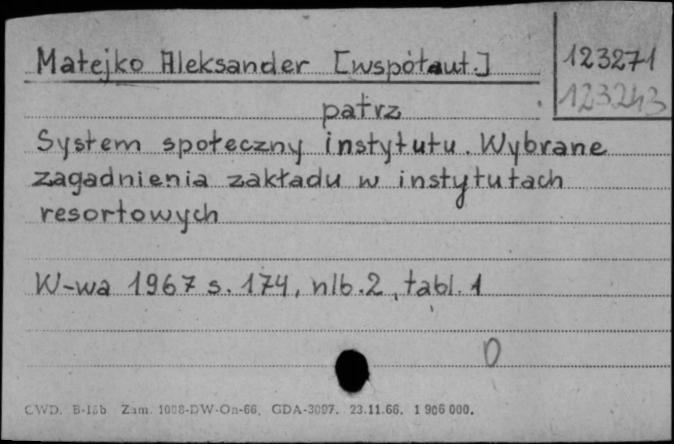 Matejko Aleksander [współaut.]
123271
123243
patrz
System społeczny instytutu. Wybrane
zagadnienia zakładu w instytutach
resortowych
W-wa 1967 s. 174, nlb. 2, tabl. 1
0
CWD. B-15b Zam. 1008-DW-On-66. GDA-3097. 23.11.66. 1 906 000.